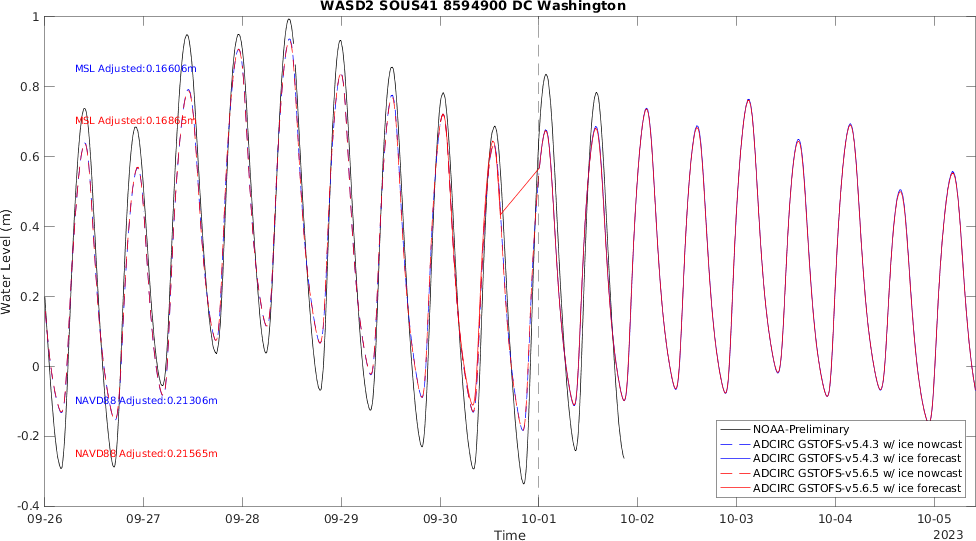 WASD2 SOUS41 8594900 DC Washington
1
0.8
0.6
0.4
0.2
0
-0.2
-0.4
Water Level (m)
MSL Adjusted:0.16606m
MSL Adjusted:0.16865m
NAVD88 Adjusted:0.21306m
NAVD88 Adjusted:0.21565m
NOAA-Preliminary
ADCIRC GSTOFS-v5.4.3 w/ ice nowcast
ADCIRC GSTOFS-v5.4.3 w/ ice forecast
ADCIRC GSTOFS-v5.6.5 w/ ice nowcast
ADCIRC GSTOFS-v5.6.5 w/ ice forecast
09-26 09-27 09-28 09-29 09-30 10-01 10-02 10-03 10-04 10-05
Time
2023